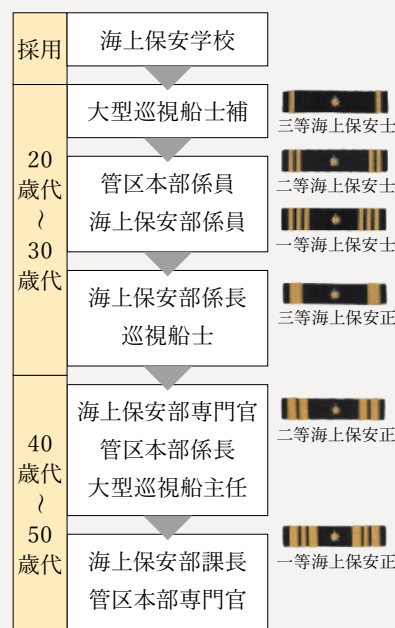 採用
海上保安学校
20
歳代
〜
30
歳代
大型巡視船士補
三等海上保安士
管区本部係員
海上保安部係員
二等海上保安士
一等海上保安士
海上保安部係長
巡視船士
三等海上保安正
40
歳代
〜
50
歳代
海上保安部専門官
管区本部係長
大型巡視船主任
二等海上保安正
海上保安部課長
管区本部専門官
一等海上保安正